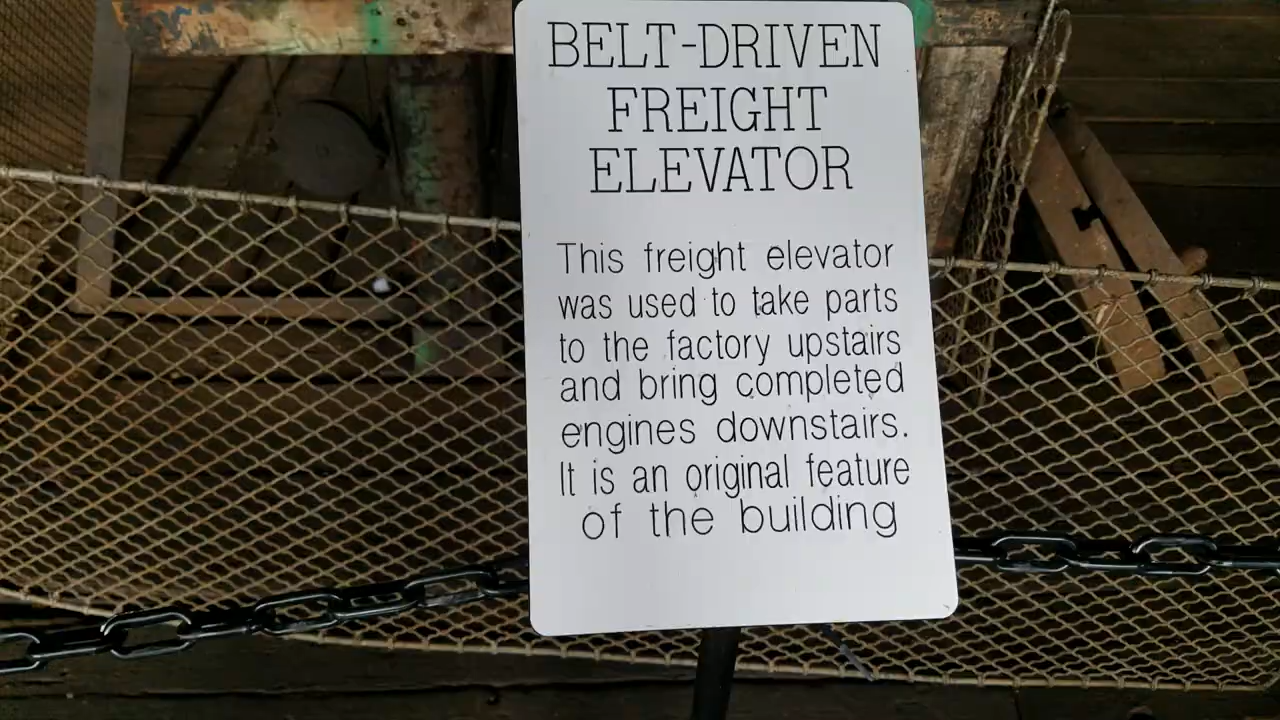 BELT-DRIVEN
FREIGHT
ELEVATOR
This freight elevator
was used to take parts
to the factory upstairs
and bring completed
engines downstairs.
It is an original feature
of the building